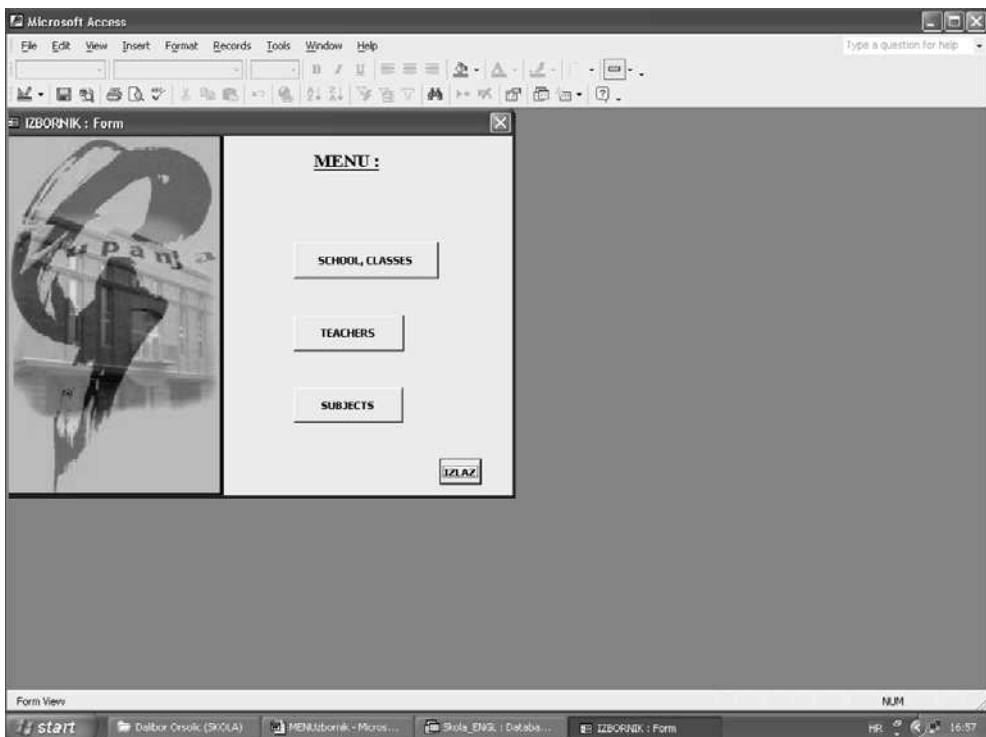 Microsoft Access
File Edit View Insert Format Records Tools Window Help
Type a question for help
IZBORNIK : Form
MENU :
upanja
SCHOOL, CLASSES
TEACHERS
SUBJECTS
IZLAZ
Form View
NUM
start
Dalibor Orsolic (SKOLA)
MENUizbornik - Micros...
Skola_ENGL : Databa...
IZBORNIK : Form
HR
16:57